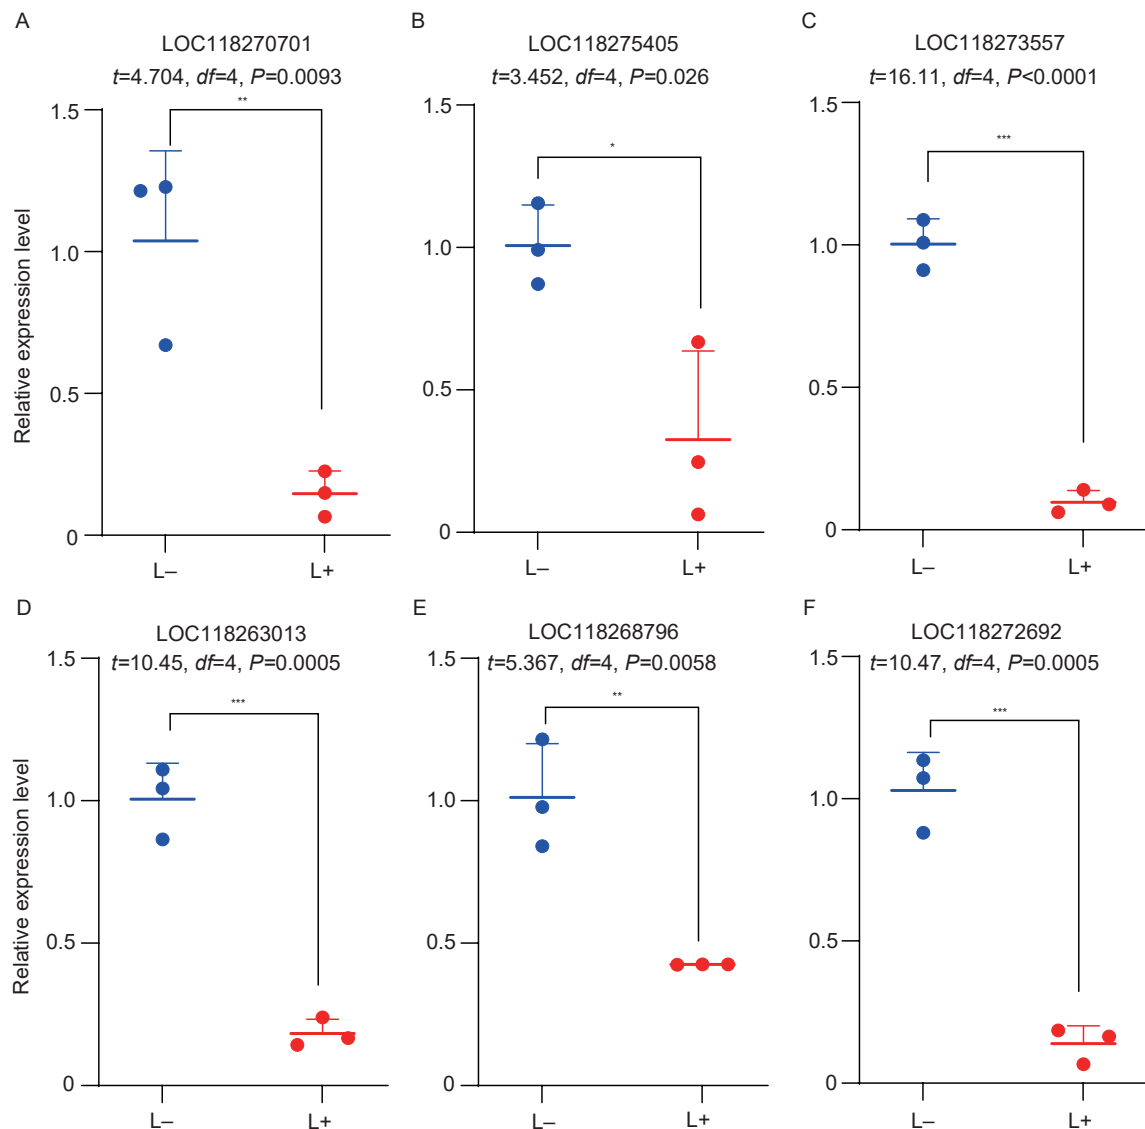 A
LOC118270701
t=4.704, df=4, P=0.0093
**
1.5
1.0
0.5
0
Relative expression level
L–
L+
B
LOC118275405
t=3.452, df=4, P=0.026
*
1.5
1.0
0.5
0
L–
L+
C
LOC118273557
t=16.11, df=4, P<0.0001
***
1.5
1.0
0.5
0
L–
L+
D
LOC118263013
t=10.45, df=4, P=0.0005
***
1.5
1.0
0.5
0
Relative expression level
L–
L+
E
LOC118268796
t=5.367, df=4, P=0.0058
**
1.5
1.0
0.5
0
L–
L+
F
LOC118272692
t=10.47, df=4, P=0.0005
***
1.5
1.0
0.5
0
L–
L+